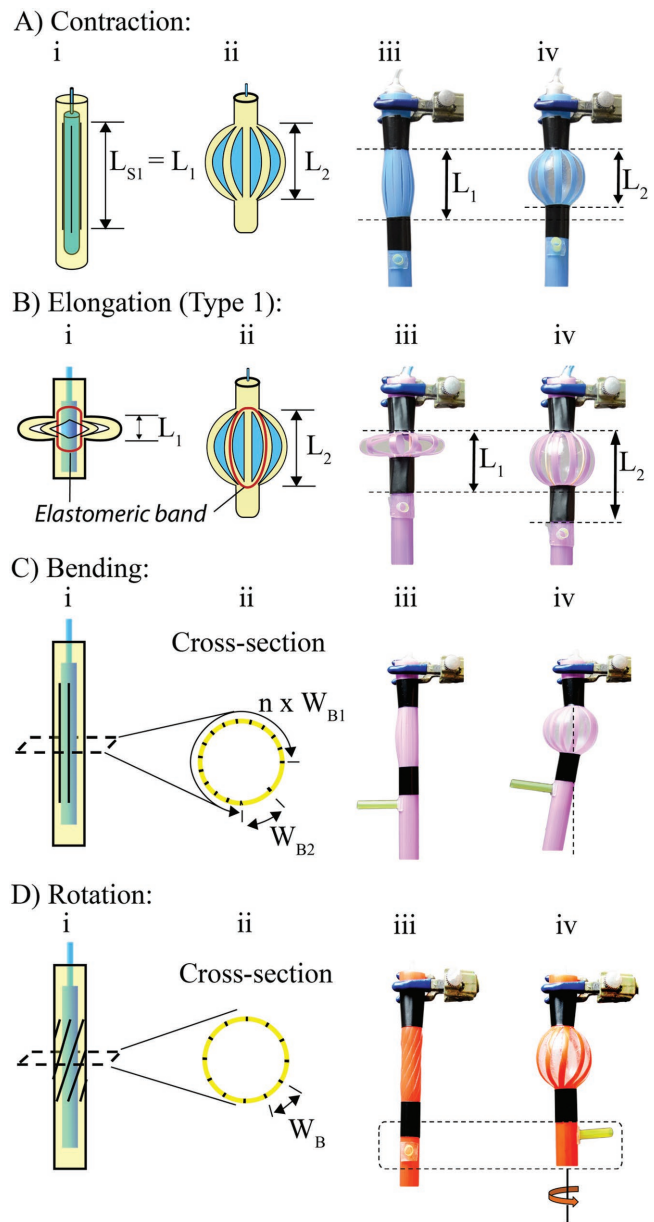 A) Contraction:
i ii iii iv
L_S1 = L_1 L_2 L_1 L_2
B) Elongation (Type 1):
i ii iii iv
L_1 L_2 L_1 L_2
Elastomeric band
C) Bending:
i ii iii iv
Cross-section
n x W_B1
W_B2
D) Rotation:
i ii iii iv
Cross-section
W_B